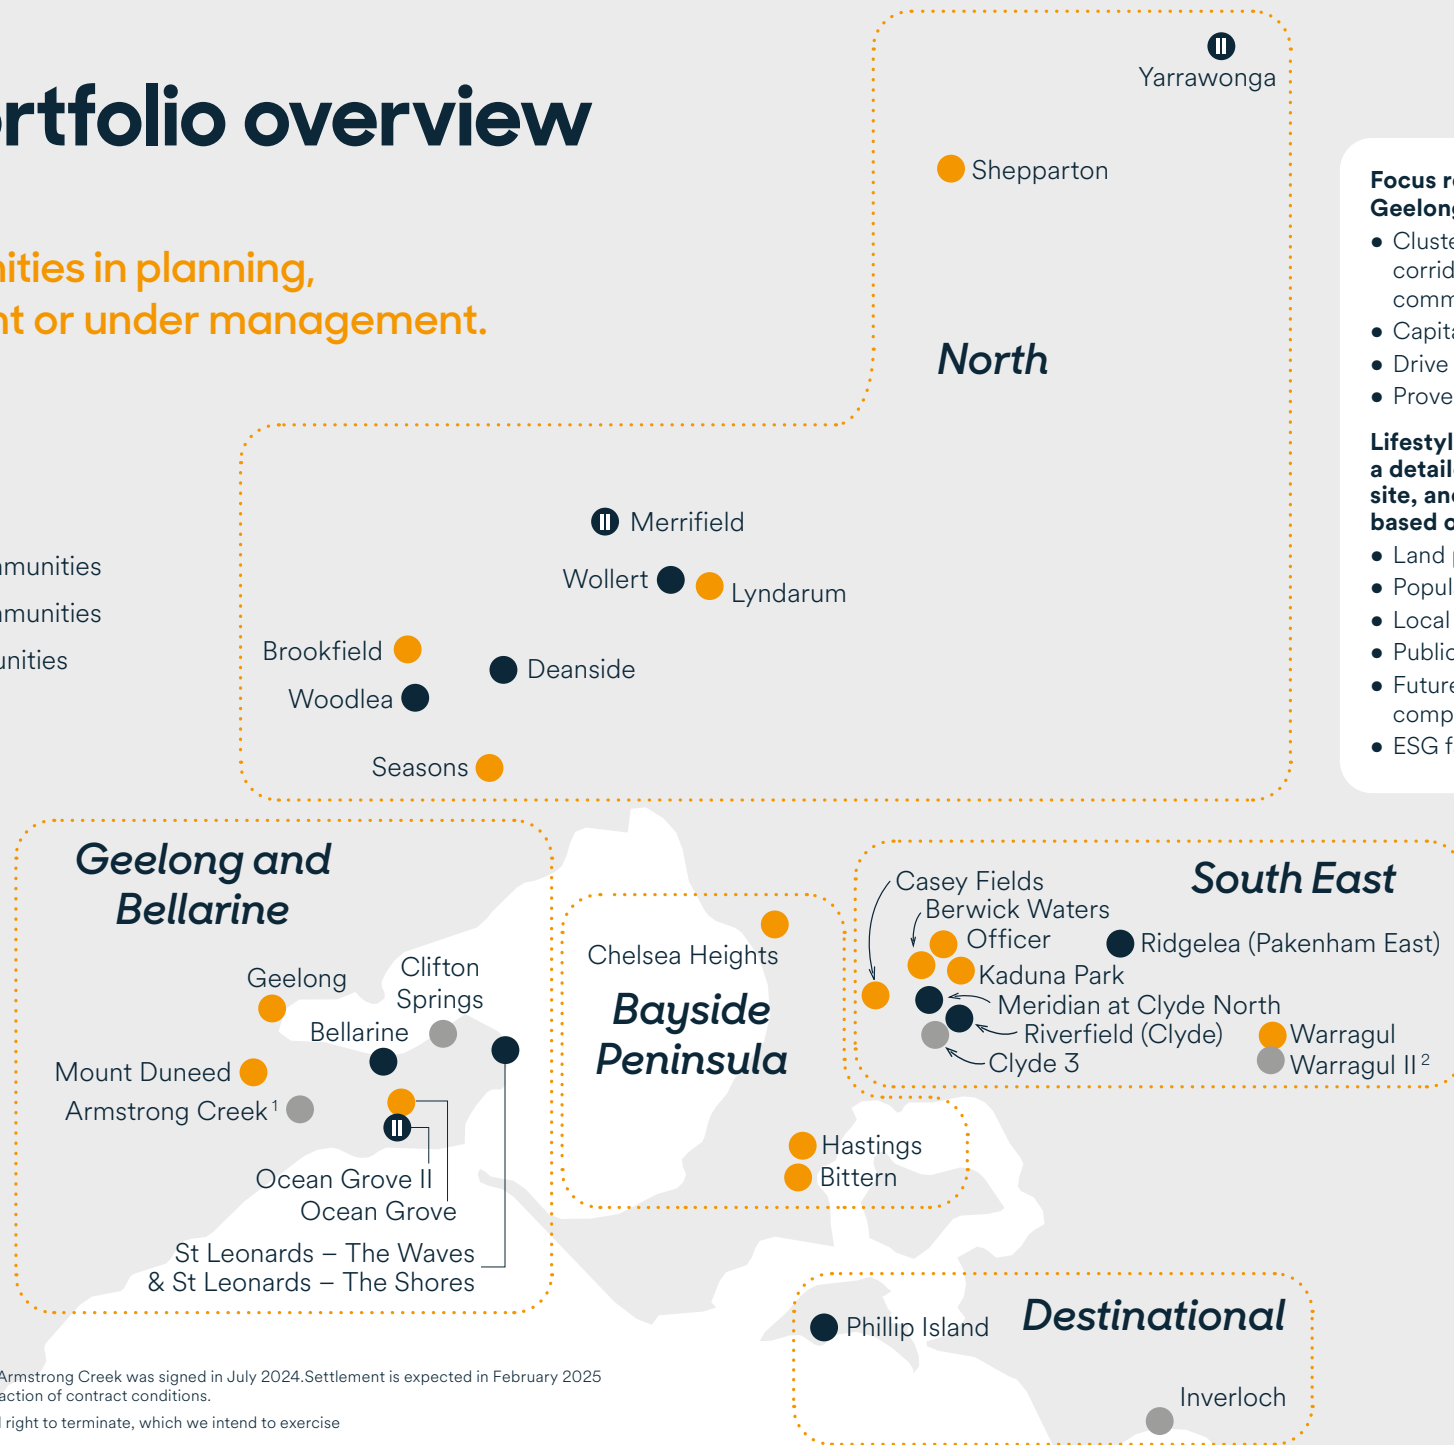 ortfolio overview
nities in planning,
nt or under management.
mmunities
mmunities
unities
Yarrawonga
Shepparton
North
Merrifield
Wollert
Lyndarum
Brookfield
Deanside
Woodlea
Seasons
Focus r
Geelong
• Cluste
corrid
comm
• Capita
• Drive
• Prove
Lifestyl
a detail
site, and
based o
• Land p
• Popul
• Local
• Public
• Future
comp
• ESG f
Geelong and
Bellarine
Geelong
Clifton
Springs
Bellarine
Mount Duneed
Armstrong Creek 1
Ocean Grove II
Ocean Grove
St Leonards – The Waves
& St Leonards – The Shores
Chelsea Heights
Bayside
Peninsula
Hastings
Bittern
South East
Casey Fields
Berwick Waters
Officer
Ridgelea (Pakenham East)
Kaduna Park
Meridian at Clyde North
Riverfield (Clyde)
Clyde 3
Warragul
Warragul II 2
Destinational
Phillip Island
Inverloch
Armstrong Creek was signed in July 2024.Settlement is expected in February 2025
action of contract conditions.
l right to terminate, which we intend to exercise